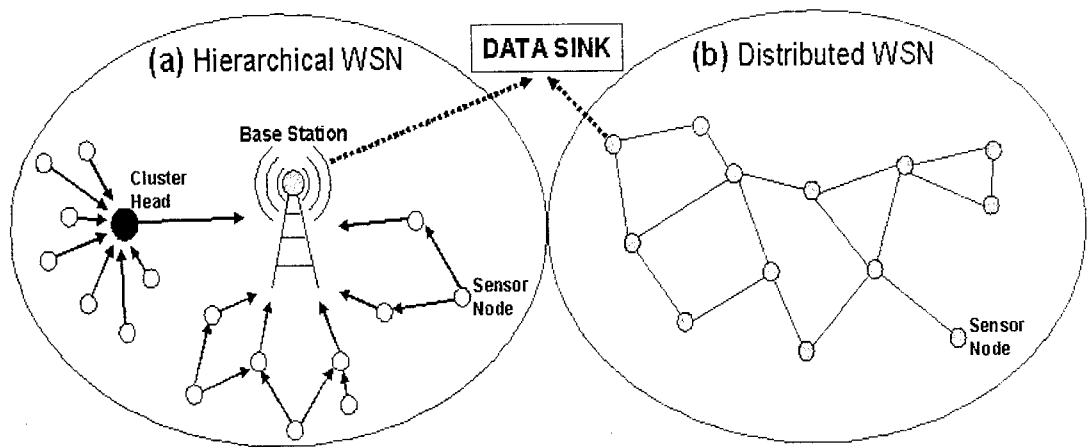 (a) Hierarchical WSN
DATA SINK
(b) Distributed WSN
Base Station
Cluster
Head
Sensor
Node
Sensor
Node